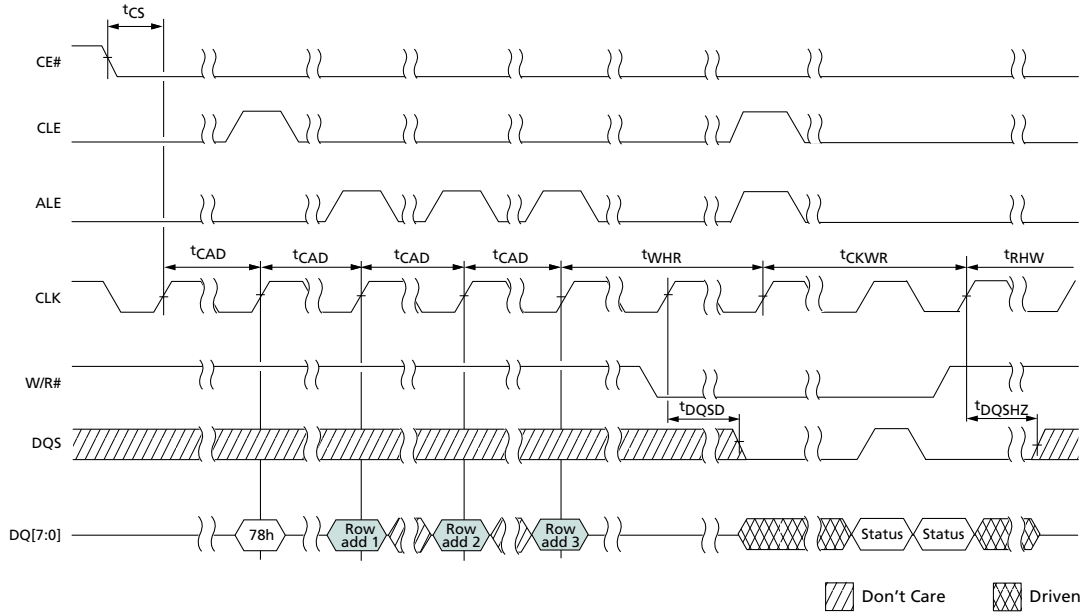 tCS
CE#
CLE
ALE
tCAD tCAD tCAD tCAD tWHR tCKWR tRHW
CLK
W/R#
tDQSD tDQSHZ
DQS
DQ[7:0] 78h Row add 1 Row add 2 Row add 3 Status Status
Don't Care Driven